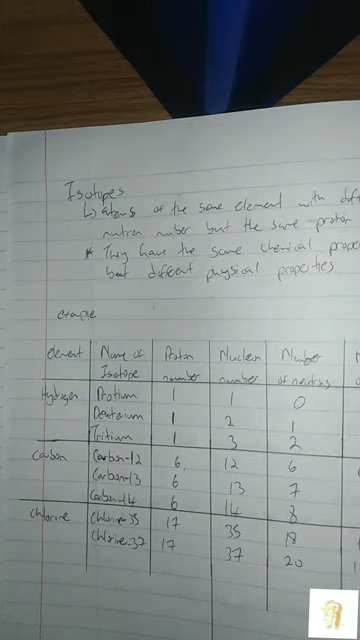 Isotopes
↳ atoms of the same element with
nutron number but the same proton
* They have the same chemical
but different physical properties
example
Element Name of Isotope Proton number Nucleon number Number of neutrons
Hydrogen Protium 1 1 0
Deuterium 1 2 1
Tritium 1 3 2
Carbon Carbon-12 6 12 6
Carbon-13 6 13 7
Carbon-14 6 14 8
Chlorine Chlorine-35 17 35 18
Chlorine-37 17 37 20